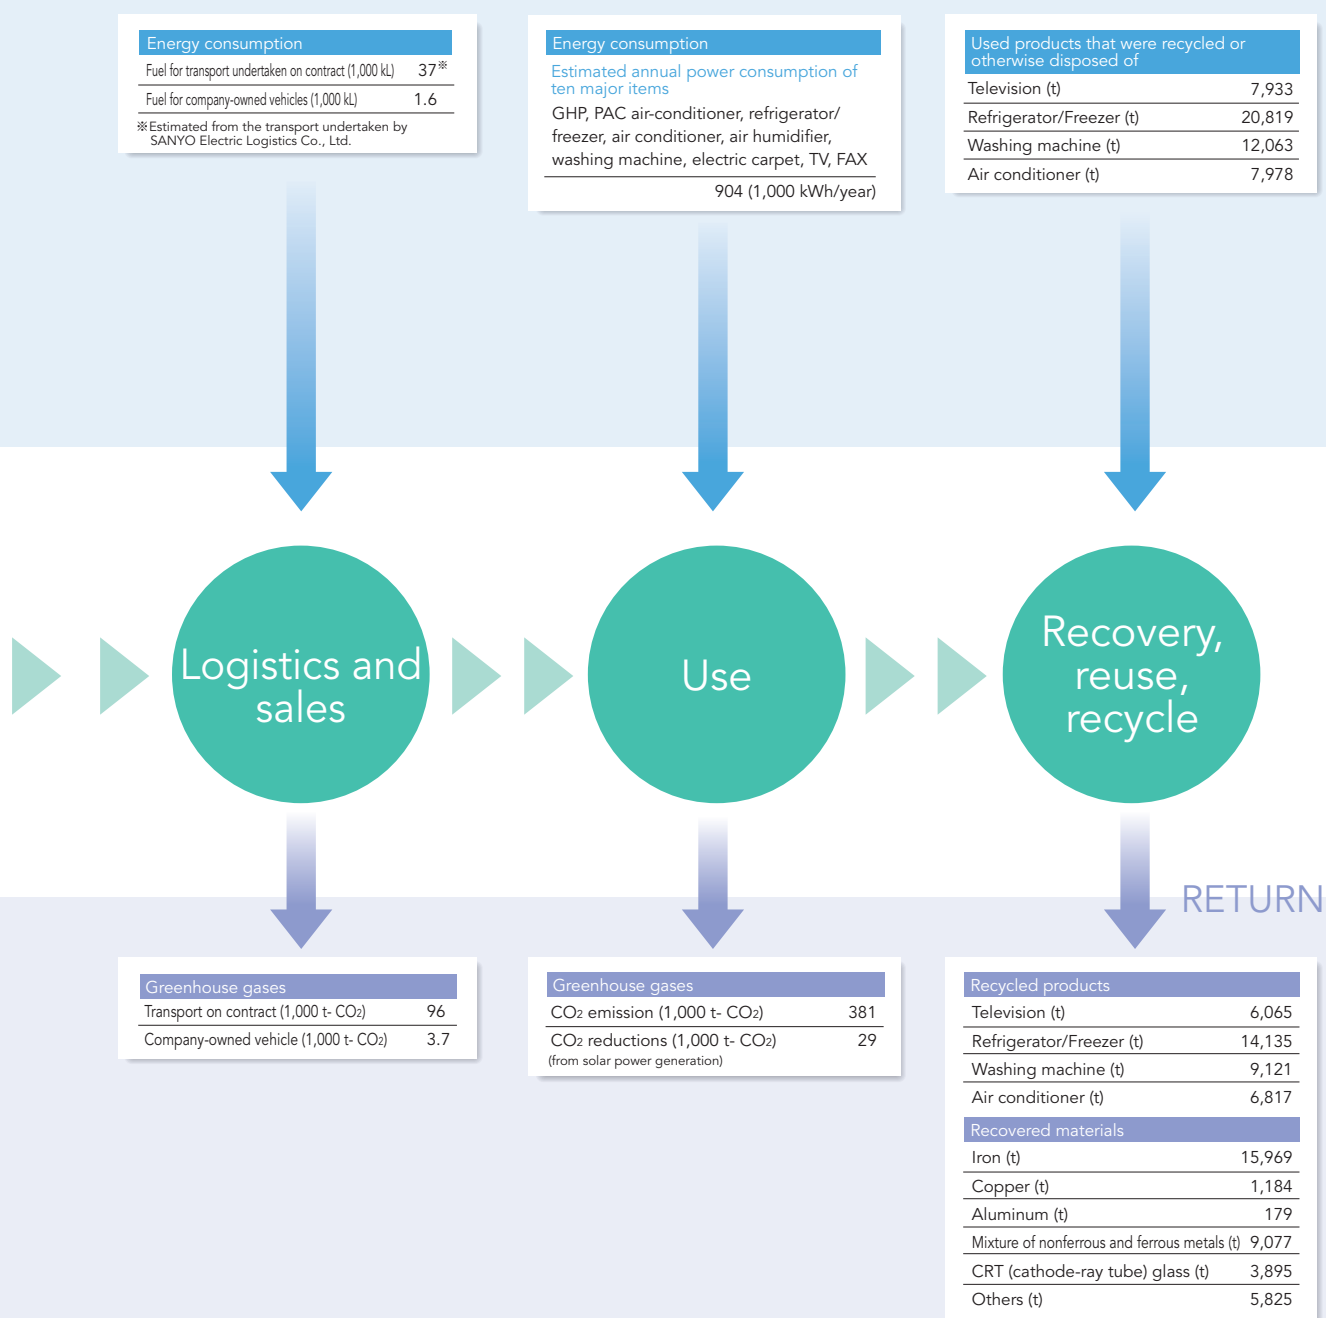 Energy consumption
Fuel for transport undertaken on contract (1,000 kL) 37※
Fuel for company-owned vehicles (1,000 kL) 1.6
※Estimated from the transport undertaken by
SANYO Electric Logistics Co., Ltd.
Energy consumption
Estimated annual power consumption of
ten major items
GHP, PAC air-conditioner, refrigerator/
freezer, air conditioner, air humidifier,
washing machine, electric carpet, TV, FAX
904 (1,000 kWh/year)
Used products that were recycled or
otherwise disposed of
Television (t) 7,933
Refrigerator/Freezer (t) 20,819
Washing machine (t) 12,063
Air conditioner (t) 7,978
Logistics and
sales
Use
Recovery,
reuse,
recycle
RETURN
Greenhouse gases
Transport on contract (1,000 t- CO2) 96
Company-owned vehicle (1,000 t- CO2) 3.7
Greenhouse gases
CO2 emission (1,000 t- CO2) 381
CO2 reductions (1,000 t- CO2) 29
(from solar power generation)
Recycled products
Television (t) 6,065
Refrigerator/Freezer (t) 14,135
Washing machine (t) 9,121
Air conditioner (t) 6,817
Recovered materials
Iron (t) 15,969
Copper (t) 1,184
Aluminum (t) 179
Mixture of nonferrous and ferrous metals (t) 9,077
CRT (cathode-ray tube) glass (t) 3,895
Others (t) 5,825